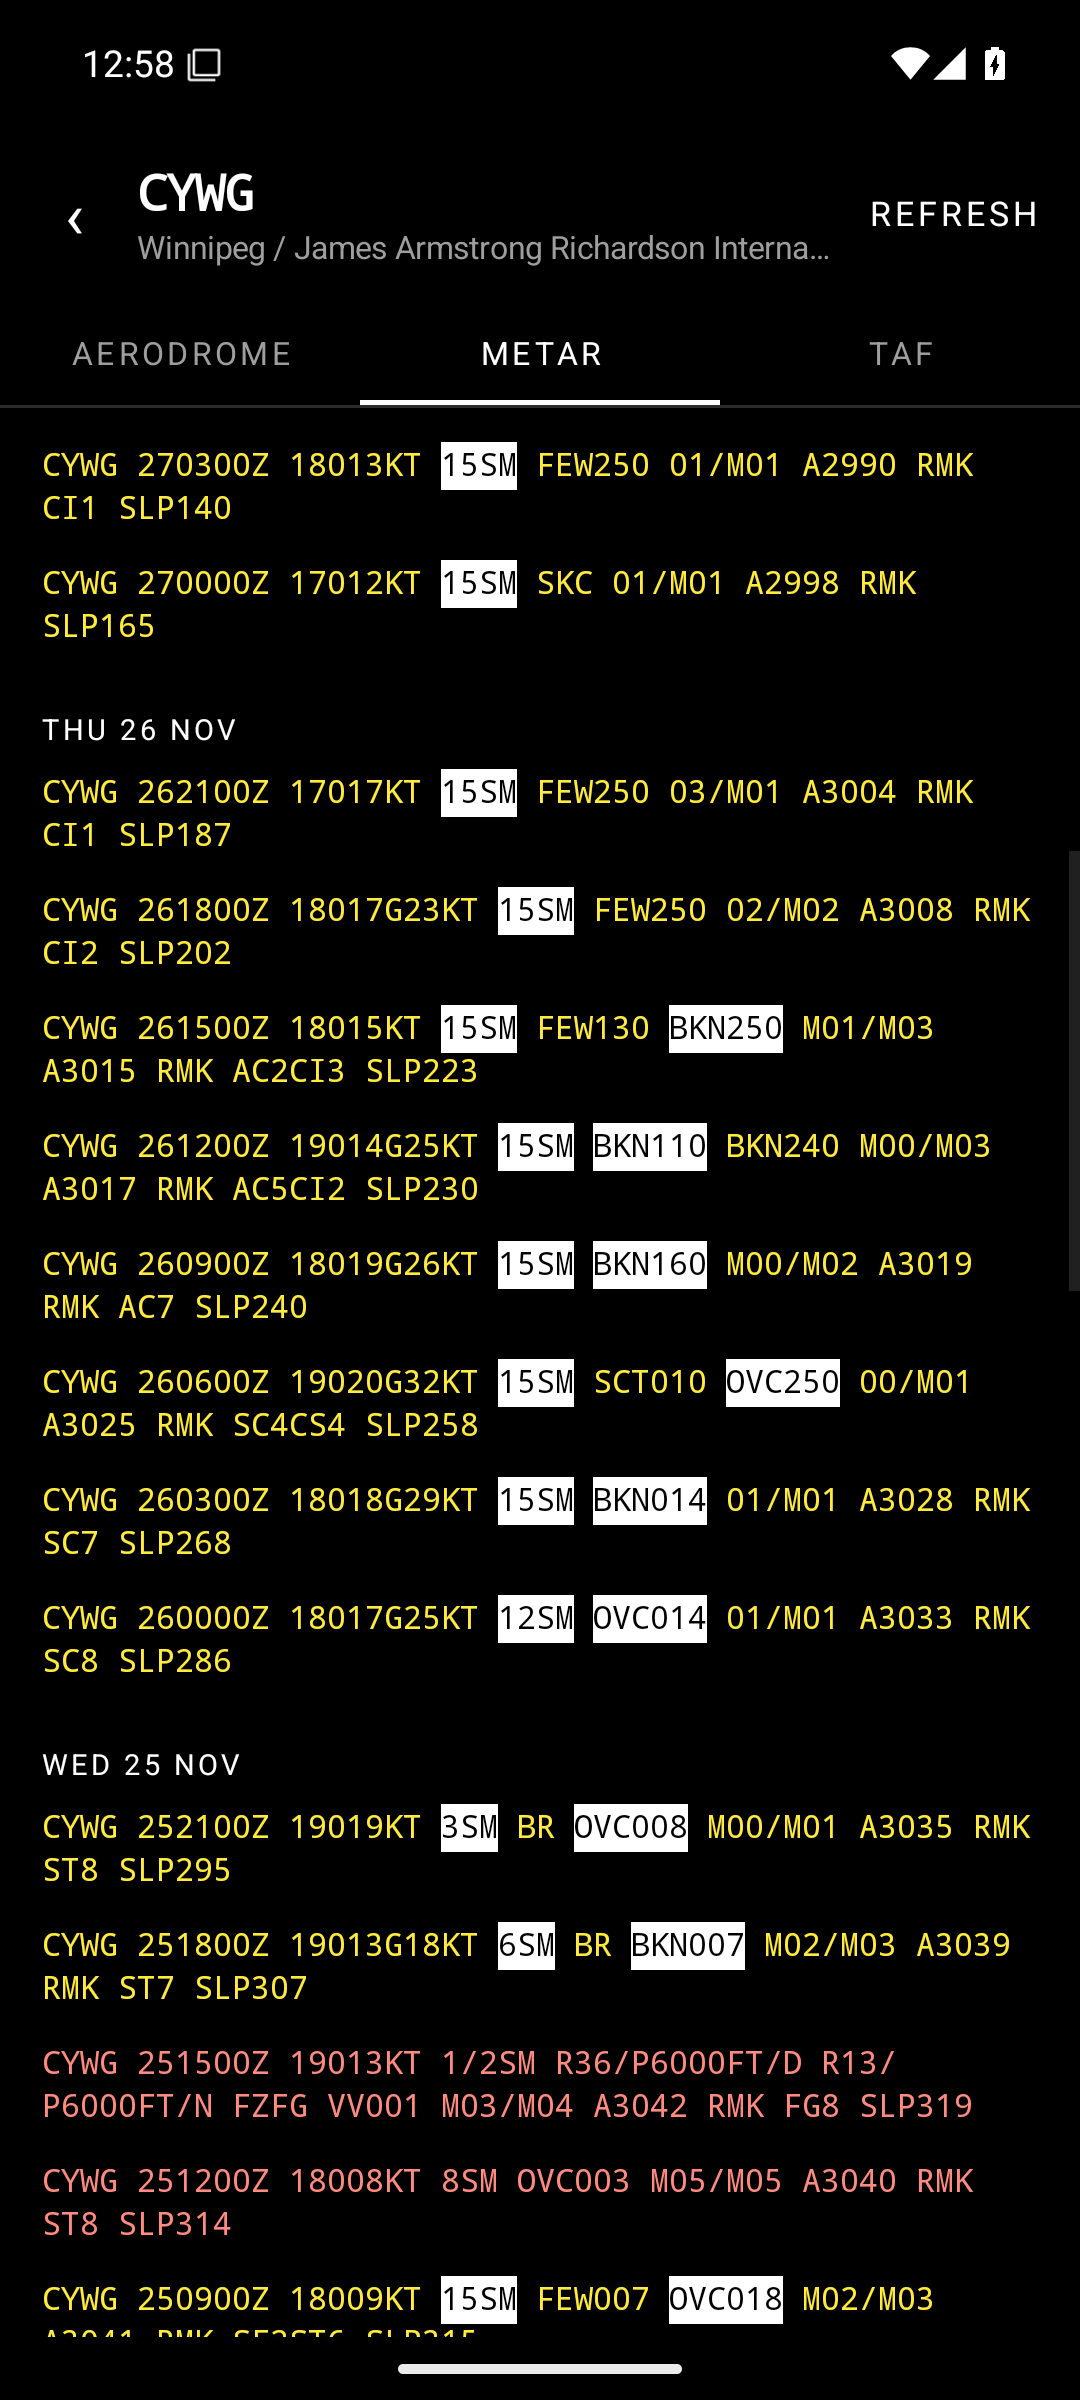 12:58
CYWG
REFRESH
Winnipeg / James Armstrong Richardson Interna…
AERODROME METAR TAF
CYWG 270300Z 18013KT 15SM FEW250 01/M01 A2990 RMK
CI1 SLP140
CYWG 270000Z 17012KT 15SM SKC 01/M01 A2998 RMK
SLP165
THU 26 NOV
CYWG 262100Z 17017KT 15SM FEW250 03/M01 A3004 RMK
CI1 SLP187
CYWG 261800Z 18017G23KT 15SM FEW250 02/M02 A3008 RMK
CI2 SLP202
CYWG 261500Z 18015KT 15SM FEW130 BKN250 M01/M03
A3015 RMK AC2CI3 SLP223
CYWG 261200Z 19014G25KT 15SM BKN110 BKN240 M00/M03
A3017 RMK AC5CI2 SLP230
CYWG 260900Z 18019G26KT 15SM BKN160 M00/M02 A3019
RMK AC7 SLP240
CYWG 260600Z 19020G32KT 15SM SCT010 OVC250 00/M01
A3025 RMK SC4CS4 SLP258
CYWG 260300Z 18018G29KT 15SM BKN014 01/M01 A3028 RMK
SC7 SLP268
CYWG 260000Z 18017G25KT 12SM OVC014 01/M01 A3033 RMK
SC8 SLP286
WED 25 NOV
CYWG 252100Z 19019KT 3SM BR OVC008 M00/M01 A3035 RMK
ST8 SLP295
CYWG 251800Z 19013G18KT 6SM BR BKN007 M02/M03 A3039
RMK ST7 SLP307
CYWG 251500Z 19013KT 1/2SM R36/P6000FT/D R13/
P6000FT/N FZFG VV001 M03/M04 A3042 RMK FG8 SLP319
CYWG 251200Z 18008KT 8SM OVC003 M05/M05 A3040 RMK
ST8 SLP314
CYWG 250900Z 18009KT 15SM FEW007 OVC018 M02/M03